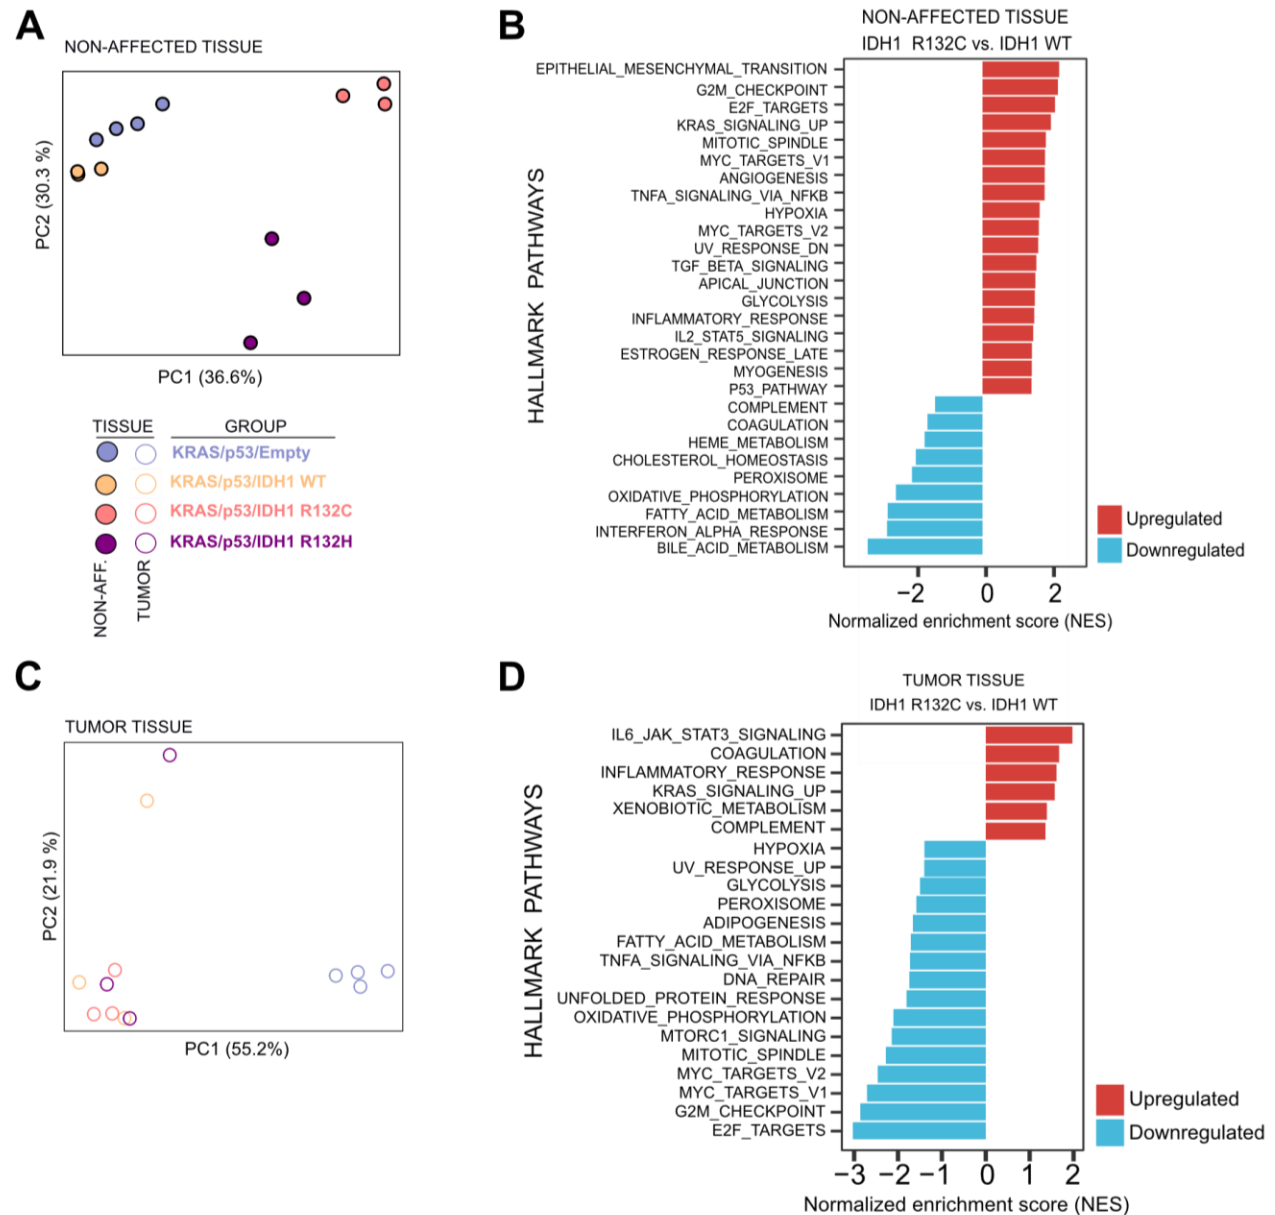 A
NON-AFFECTED TISSUE
PC2 (30.3 %)
PC1 (36.6%)
TISSUE GROUP
KRAS/p53/Empty
KRAS/p53/IDH1 WT
KRAS/p53/IDH1 R132C
KRAS/p53/IDH1 R132H
NON-AFF.
TUMOR
B
NON-AFFECTED TISSUE
IDH1 R132C vs. IDH1 WT
HALLMARK PATHWAYS
EPITHELIAL_MESENCHYMAL_TRANSITION
G2M_CHECKPOINT
E2F_TARGETS
KRAS_SIGNALING_UP
MITOTIC_SPINDLE
MYC_TARGETS_V1
ANGIOGENESIS
TNFA_SIGNALING_VIA_NFKB
HYPOXIA
MYC_TARGETS_V2
UV_RESPONSE_DN
TGF_BETA_SIGNALING
APICAL_JUNCTION
GLYCOLYSIS
INFLAMMATORY_RESPONSE
IL2_STAT5_SIGNALING
ESTROGEN_RESPONSE_LATE
MYOGENESIS
P53_PATHWAY
COMPLEMENT
COAGULATION
HEME_METABOLISM
CHOLESTEROL_HOMEOSTASIS
PEROXISOME
OXIDATIVE_PHOSPHORYLATION
FATTY_ACID_METABOLISM
INTERFERON_ALPHA_RESPONSE
BILE_ACID_METABOLISM
−2 0 2
Normalized enrichment score (NES)
Upregulated
Downregulated
C
TUMOR TISSUE
PC2 (21.9 %)
PC1 (55.2%)
D
TUMOR TISSUE
IDH1 R132C vs. IDH1 WT
HALLMARK PATHWAYS
IL6_JAK_STAT3_SIGNALING
COAGULATION
INFLAMMATORY_RESPONSE
KRAS_SIGNALING_UP
XENOBIOTIC_METABOLISM
COMPLEMENT
HYPOXIA
UV_RESPONSE_UP
GLYCOLYSIS
PEROXISOME
ADIPOGENESIS
FATTY_ACID_METABOLISM
TNFA_SIGNALING_VIA_NFKB
DNA_REPAIR
UNFOLDED_PROTEIN_RESPONSE
OXIDATIVE_PHOSPHORYLATION
MTORC1_SIGNALING
MITOTIC_SPINDLE
MYC_TARGETS_V2
MYC_TARGETS_V1
G2M_CHECKPOINT
E2F_TARGETS
−3 −2 −1 0 1 2
Normalized enrichment score (NES)
Upregulated
Downregulated